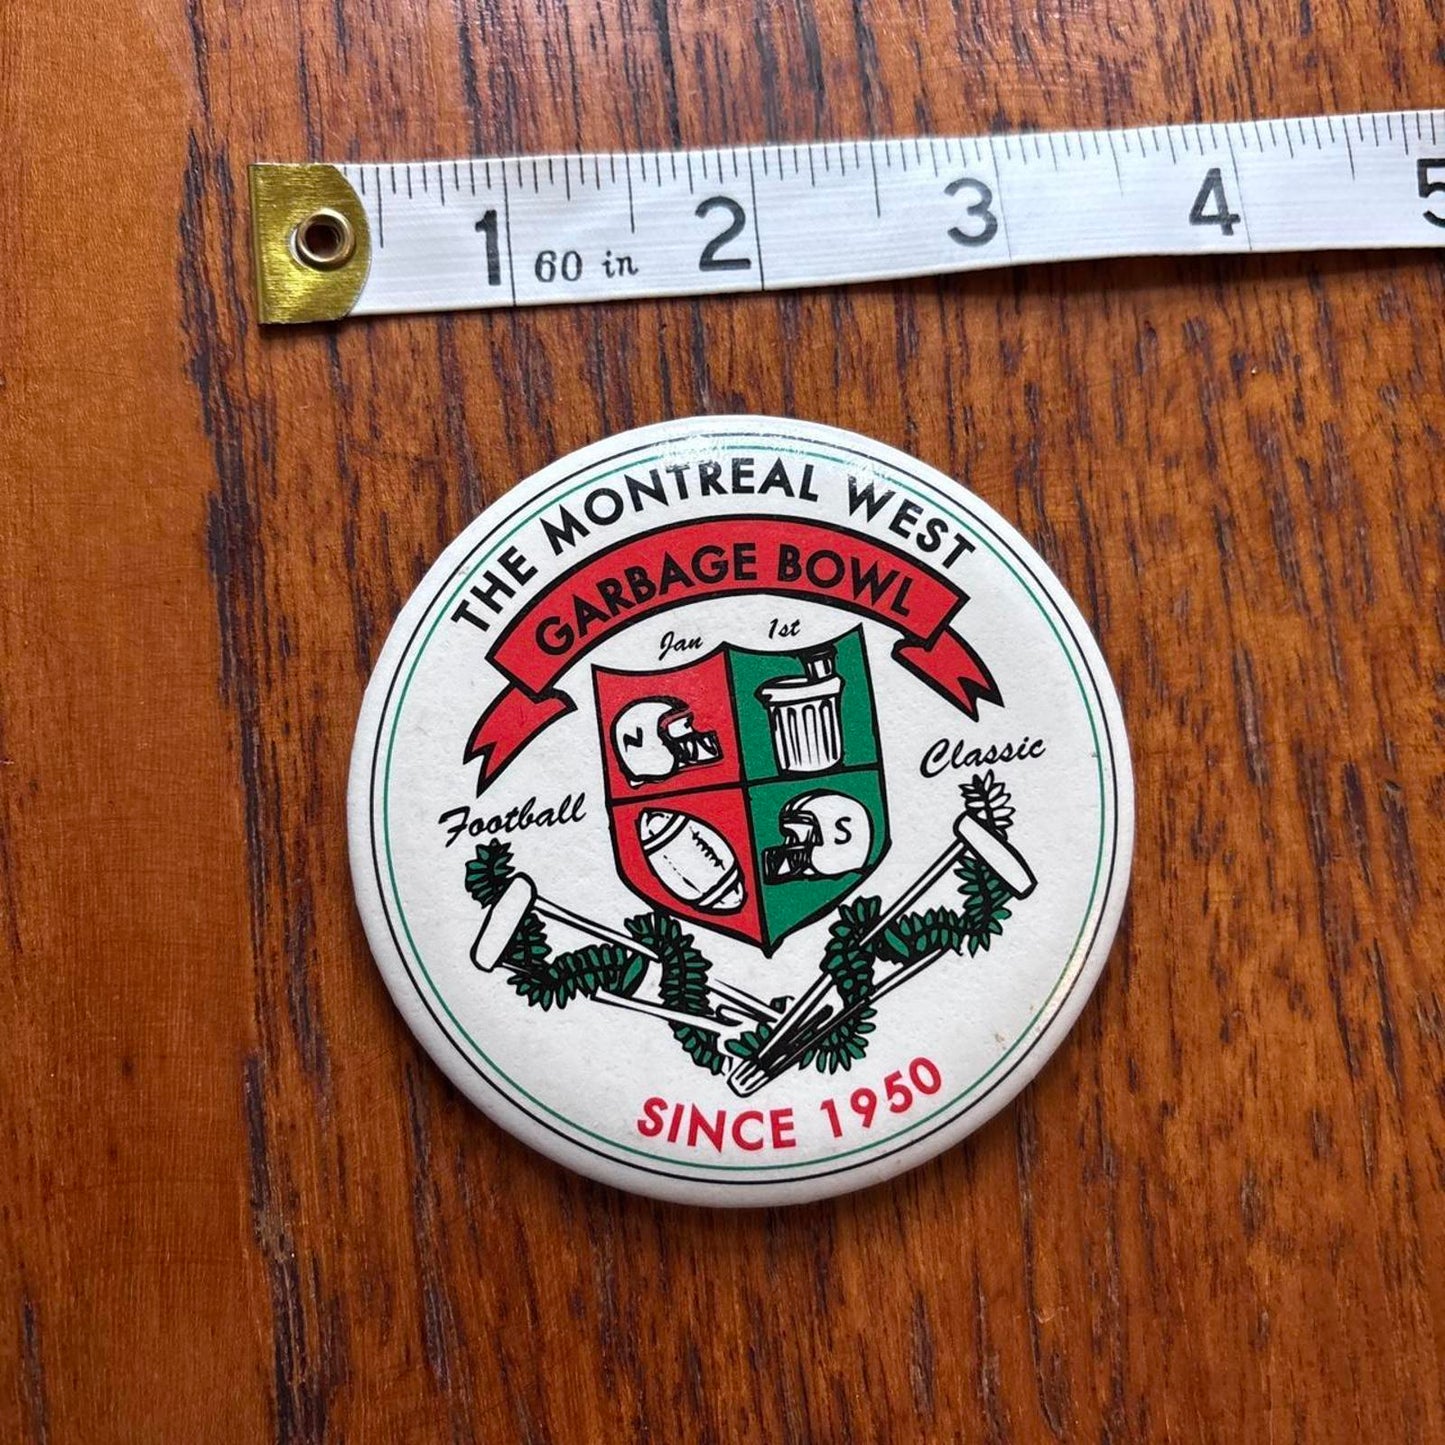 1 60 in 2 3 4 5
THE MONTREAL WEST
GARBAGE BOWL
Jan 1st
N
Football Classic
S
SINCE 1950